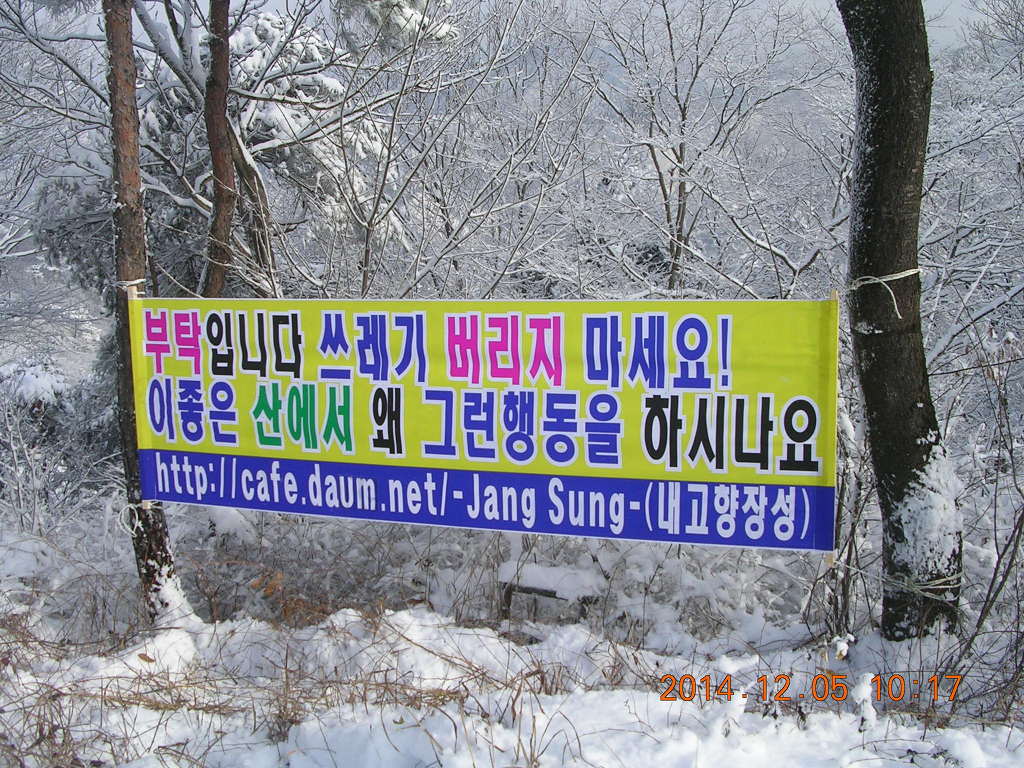 부탁입니다 쓰레기 버리지 마세요!
이좋은 산에서 왜 그런행동을 하시나요
http://cafe.daum.net/-Jang Sung-(내고향장성)
2014.12.05 10:17